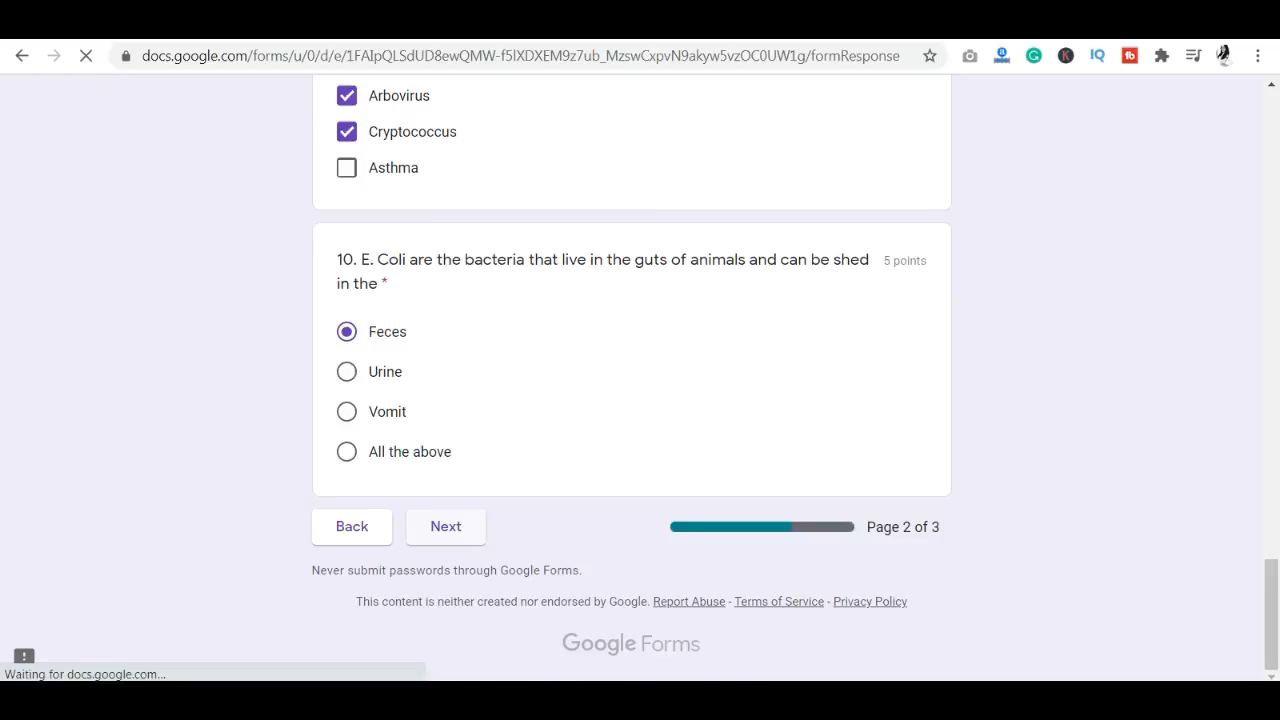 docs.google.com/forms/u/0/d/e/1FAIpQLSdUD8ewQMW-f5lXDXEM9z7ub_MzswCxpvN9akyw5vzOC0UW1g/formResponse
Arbovirus
Cryptococcus
Asthma
10. E. Coli are the bacteria that live in the guts of animals and can be shed 5 points
in the *
Feces
Urine
Vomit
All the above
Back Next Page 2 of 3
Never submit passwords through Google Forms.
This content is neither created nor endorsed by Google. Report Abuse - Terms of Service - Privacy Policy
Google Forms
Waiting for docs.google.com...